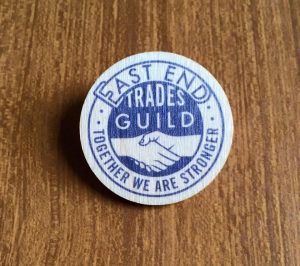 EAST END
TRADES
GUILD
• TOGETHER WE ARE STRONGER •